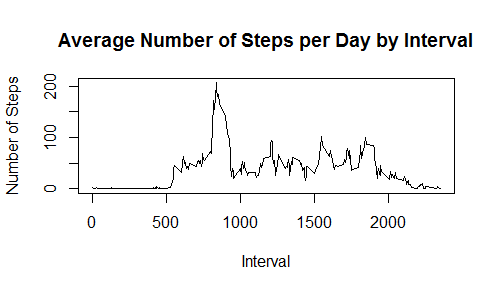 Average Number of Steps per Day by Interval
Number of Steps
200
100
0
0
500
1000
1500
2000
Interval